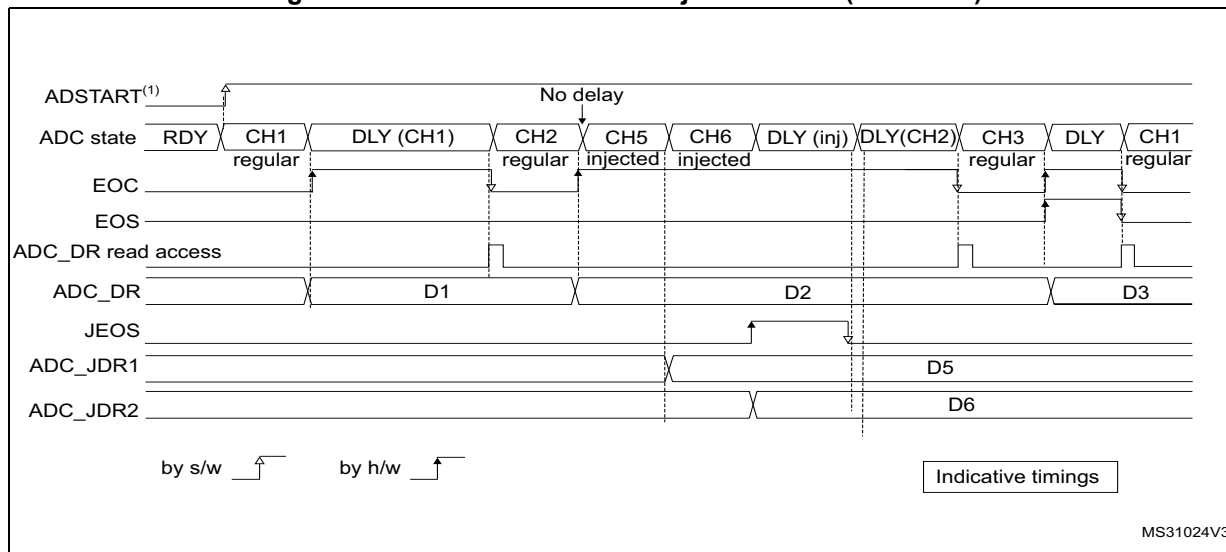 ADSTART(1)
No delay
ADC state RDY CH1 DLY (CH1) CH2 CH5 CH6 DLY (inj) DLY(CH2) CH3 DLY CH1
regular regular injected injected regular regular
EOC
EOS
ADC_DR read access
ADC_DR D1 D2 D3
JEOS
ADC_JDR1 D5
ADC_JDR2 D6
by s/w by h/w Indicative timings
MS31024V3